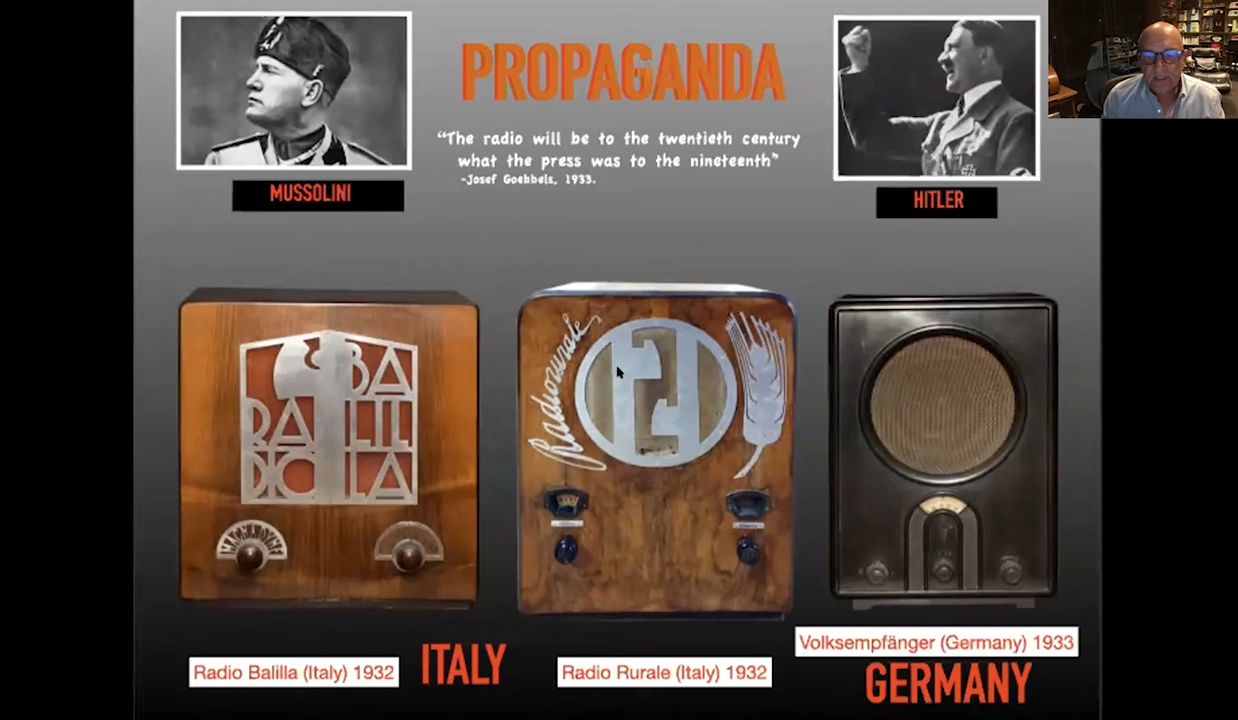 PROPAGANDA
“The radio will be to the twentieth century
what the press was to the nineteenth”
-Josef Goebbels, 1933.
MUSSOLINI
HITLER
RA BA
DIO LIL
LA
Radiorurale
Radio Balilla (Italy) 1932
ITALY
Radio Rurale (Italy) 1932
Volksempfänger (Germany) 1933
GERMANY